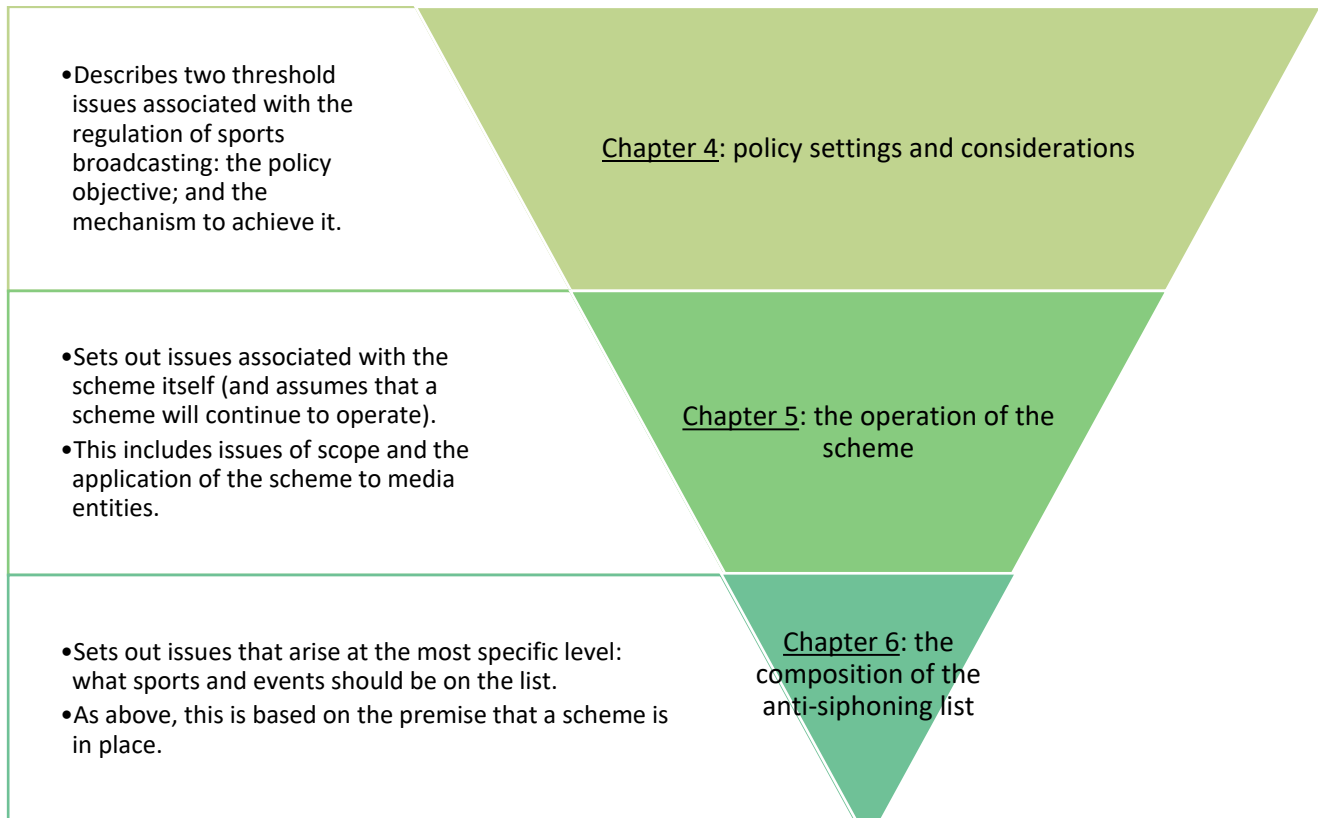 •Describes two threshold
issues associated with the
regulation of sports
broadcasting: the policy
objective; and the
mechanism to achieve it.
Chapter 4: policy settings and considerations
•Sets out issues associated with the
scheme itself (and assumes that a
scheme will continue to operate).
•This includes issues of scope and the
application of the scheme to media
entities.
Chapter 5: the operation of the
scheme
•Sets out issues that arise at the most specific level:
what sports and events should be on the list.
•As above, this is based on the premise that a scheme is
in place.
Chapter 6: the
composition of the
anti-siphoning list